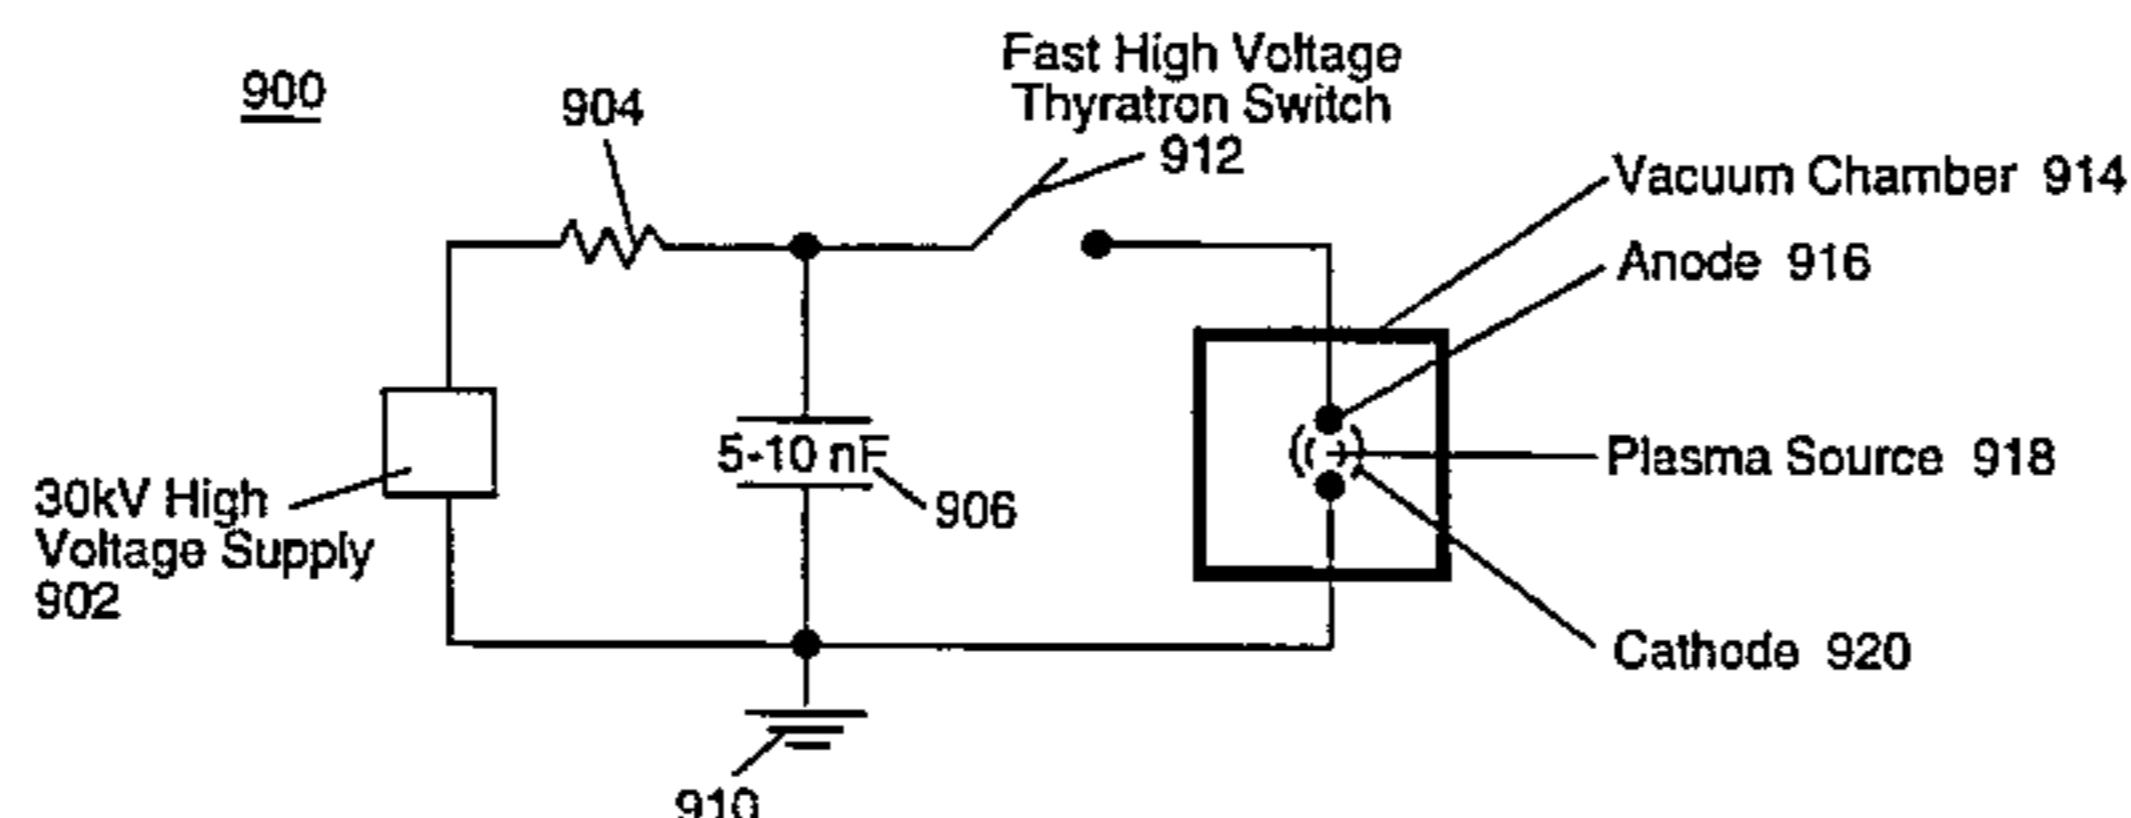 900
904
Fast High Voltage
Thyratron Switch
912
Vacuum Chamber 914
Anode 916
5-10 nF
Plasma Source 918
30kV High
Voltage Supply
902
906
Cathode 920
910